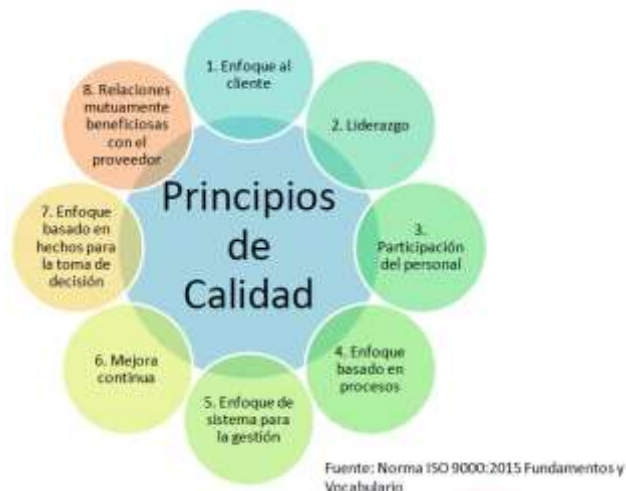 1. Enfoque al
cliente
2. Liderazgo
3.
Participación
del personal
4. Enfoque
basado en
procesos
5. Enfoque de
sistema para
la gestión
6. Mejora
continua
7. Enfoque
basado en
hechos para
la toma de
decisión
8. Relaciones
mutuamente
beneficiosas
con el
proveedor
Principios
de
Calidad
Fuente: Norma ISO 9000:2015 Fundamentos y
Vocabulario